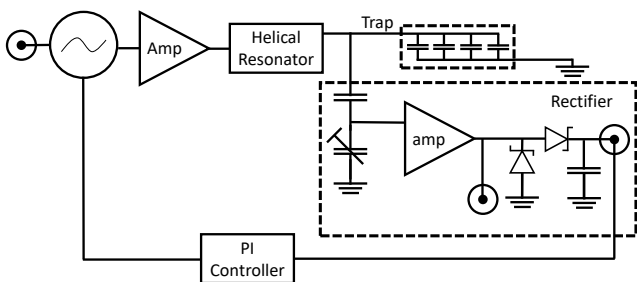 Amp
Helical
Resonator
Trap
Rectifier
amp
PI
Controller